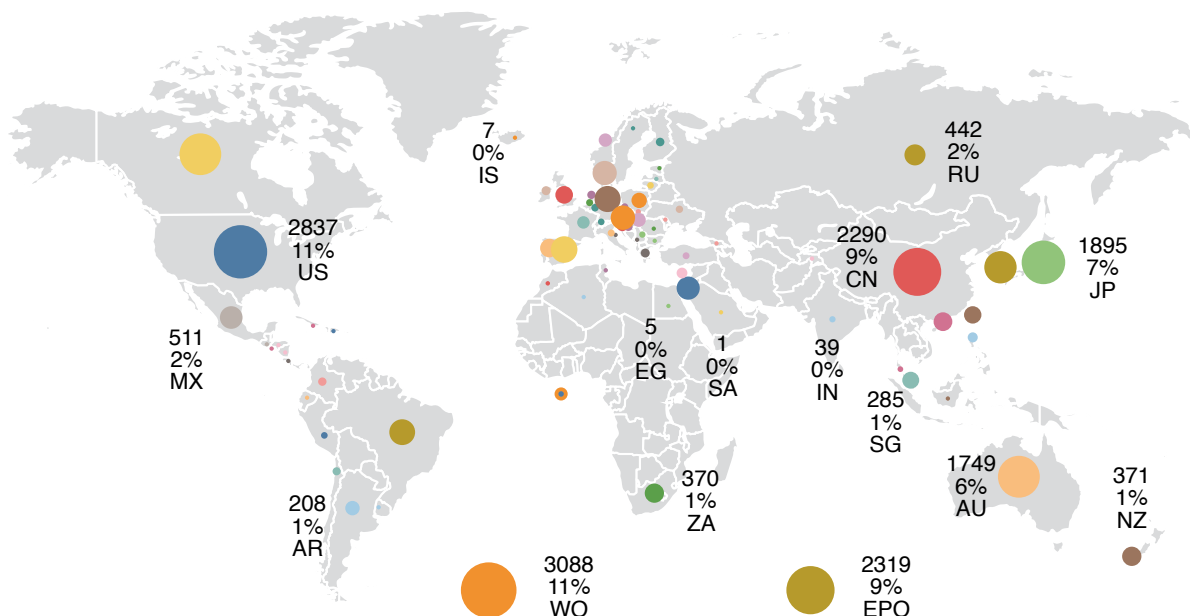 7
0%
IS
442
2%
RU
2837
11%
US
2290
9%
CN
1895
7%
JP
511
2%
MX
5
0%
EG
1
0%
SA
39
0%
IN
285
1%
SG
1749
6%
AU
371
1%
NZ
370
1%
ZA
208
1%
AR
3088
11%
WO
2319
9%
EPO